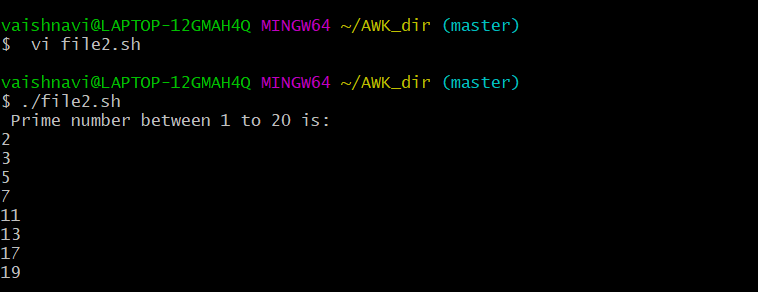 vaishnavi@LAPTOP-12GMAH4Q MINGW64 ~/AWK_dir (master)
$  vi file2.sh
vaishnavi@LAPTOP-12GMAH4Q MINGW64 ~/AWK_dir (master)
$ ./file2.sh
 Prime number between 1 to 20 is:
2
3
5
7
11
13
17
19